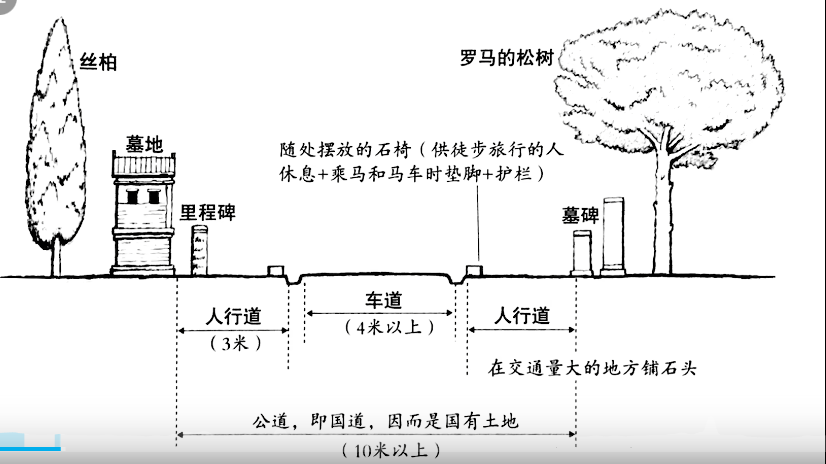 丝柏
罗马的松树
墓地
随处摆放的石椅（供徒步旅行的人
休息+乘马和马车时垫脚+护栏）
里程碑
墓碑
人行道
（3米）
车道
（4米以上）
人行道
在交通量大的地方铺石头
公道，即国道，因而是国有土地
（10米以上）